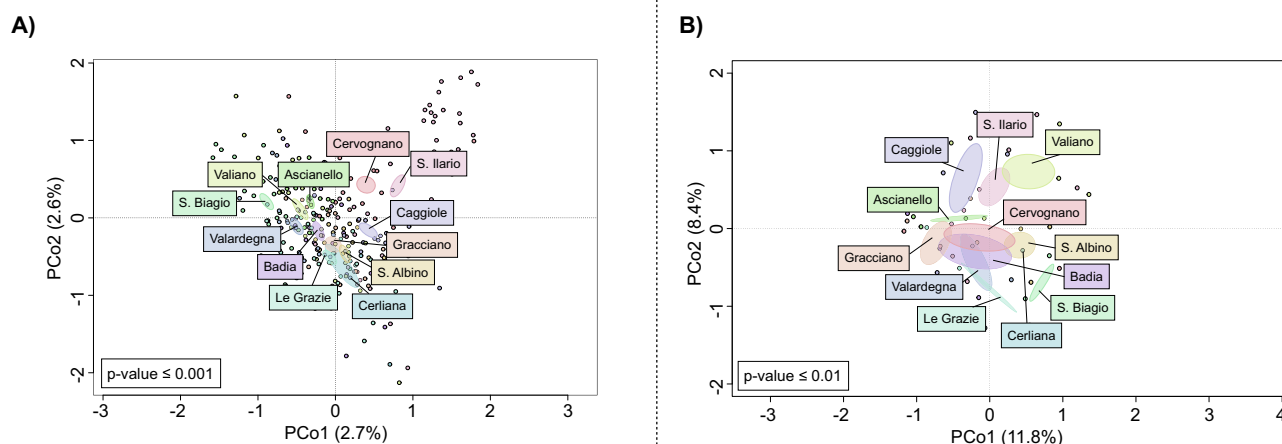 A)
2
1
0
-1
-2
PCo2 (2.6%)
Cervognano
S. Ilario
Valiano
Ascianello
S. Biagio
Caggiole
Valardegna
Gracciano
Badia
S. Albino
Le Grazie
Cerliana
p-value ≤ 0.001
-3
-2
-1
0
1
2
3
PCo1 (2.7%)
B)
2
1
0
-1
-2
PCo2 (8.4%)
S. Ilario
Valiano
Caggiole
Ascianello
Cervognano
Gracciano
S. Albino
Valardegna
Badia
Le Grazie
S. Biagio
Cerliana
p-value ≤ 0.01
-3
-2
-1
0
1
2
3
4
PCo1 (11.8%)